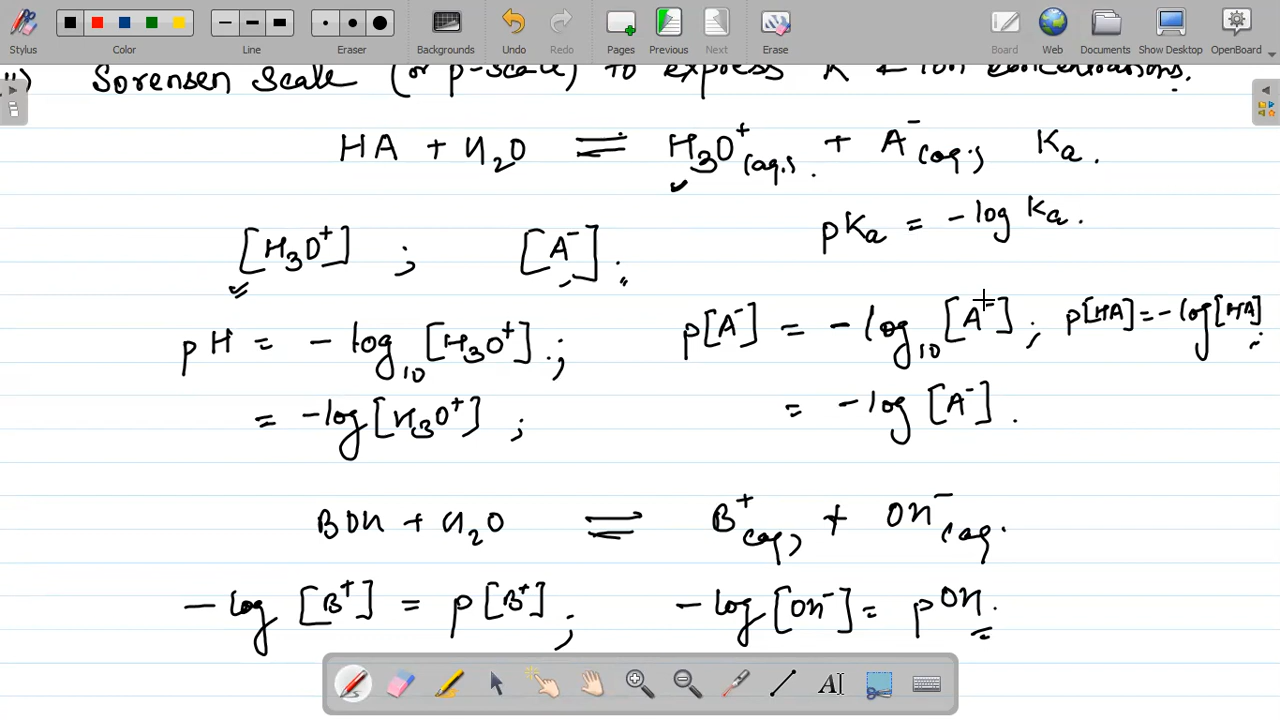 Stylus Color Line Eraser Backgrounds Undo Redo Pages Previous Next Erase Board Web Documents Show Desktop OpenBoard
Sorensen Scale (or p-scale) to express K & ion concentrations.
HA + H2O ⇌ H3O+(aq.) + A-(aq.) Ka.
pKa = -log Ka.
[H3O+] ; [A-].
pH = -log10 [H3O+] ; p[A-] = -log10 [A-] ; p[HA] = -log[HA]
= -log[H3O+] ; = -log [A-].
BOH + H2O ⇌ B+(aq) + OH-(aq.
-log [B+] = p[B+] ; -log [OH-] = pOH.